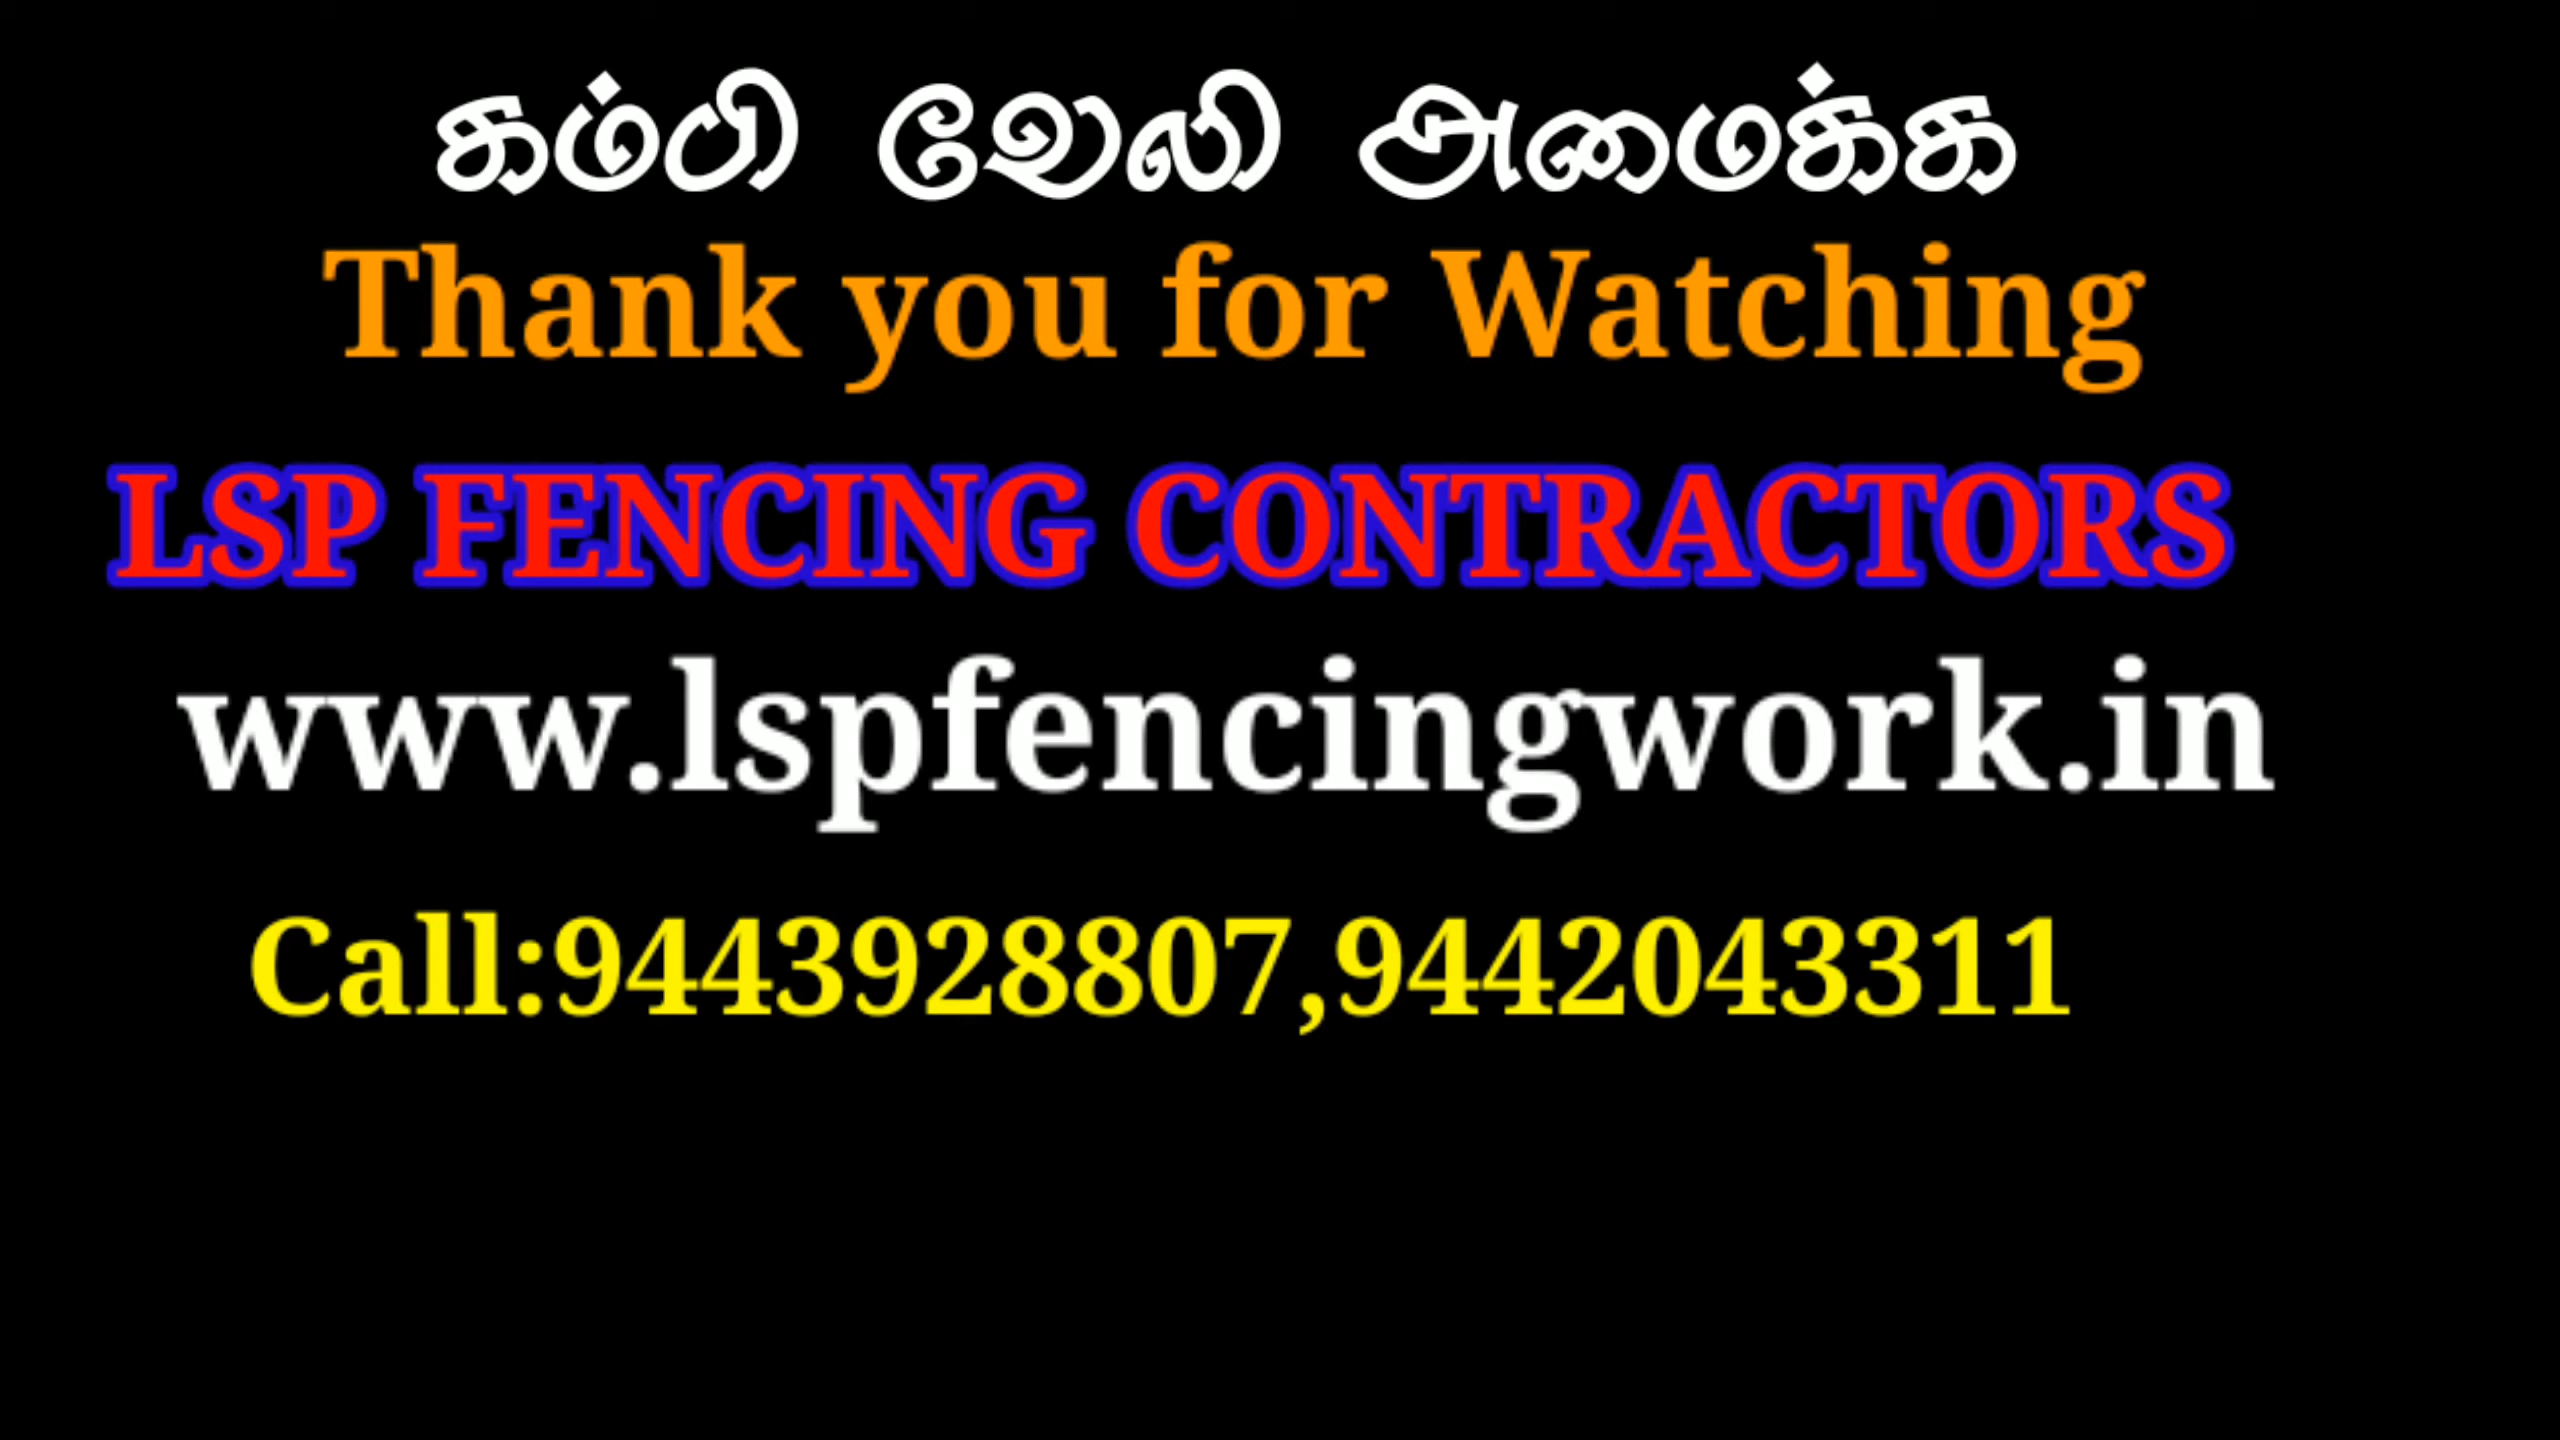 கம்பி வேலி அமைக்க
Thank you for Watching
LSP FENCING CONTRACTORS
www.lspfencingwork.in
Call:9443928807,9442043311